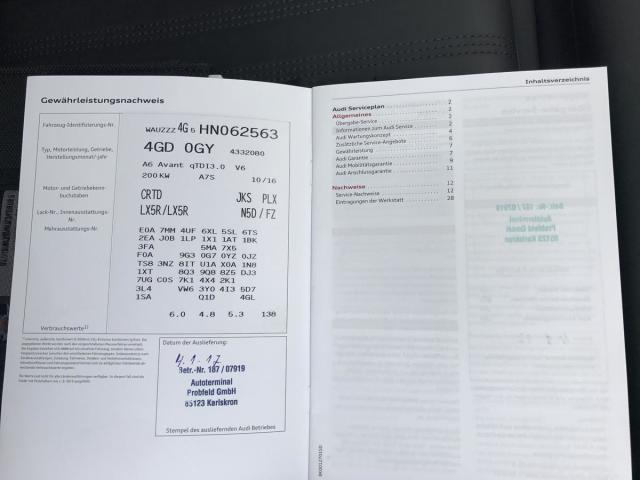 Gewährleistungsnachweis
Fahrzeug-Identifizierungs-Nr.
WAUZZZ 4G6 HN062563
Typ, Motorleistung, Getriebe,
Herstellungsmonat/-jahr
4GD 0GY 4332080
A6 Avant qTDI3.0 V6
200KW A7S 10/16
Motor- und Getriebekenn-
buchstaben
CRTD JKS PLX
Lack-Nr., Innenausstattungs-
Nr.
LX5R/LX5R N5D / FZ
Mehrausstattungs-Nr.
E0A 7MM 4UF 6XL 5SL 6TS
2EA J0B 1LP 1X1 1AT 1BK
3FA 5MA 7X5
F0A 9G3 0G7 0YZ 0JZ
TS8 3NZ 8IT U1A X0A 1N8
1XT 8Q3 9Q8 8Z5 DJ3
7UG C0S 7K1 4X4 2K1
3L4 VW6 3Y0 4I3 5D7
1SA Q1D 4GL
Verbrauchswerte
6.0 4.8 5.3 138
Datum der Auslieferung:
4.1.17
Betr.-Nr. 187 / 07919
Autoterminal
Probfeld GmbH
85123 Karlskron
Stempel des ausliefernden Audi Betriebes
Inhaltsverzeichnis
Audi Serviceplan 2
Allgemeines 2
Übergabe-Service 2
Informationen zum Audi Service 2
Audi Wartungskonzept 4
Zusätzliche Service-Angebote 6
Gewährleistung 7
Audi Garantie 7
Audi Mobilitätsgarantie 9
Audi Anschlussgarantie 11
Nachweise 12
Service-Nachweise 12
Eintragungen der Werkstatt 28